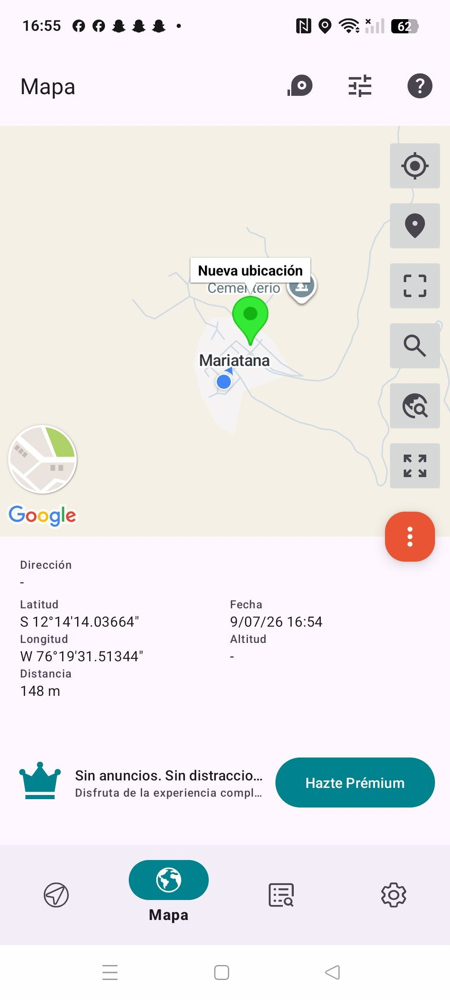 16:55
62
Mapa
Nueva ubicación
Cementerio
Mariatana
Google
Dirección
-
Latitud
Fecha
S 12°14'14.03664"
9/07/26 16:54
Longitud
Altitud
W 76°19'31.51344"
-
Distancia
148 m
Sin anuncios. Sin distraccio...
Disfruta de la experiencia compl...
Hazte Prémium
Mapa